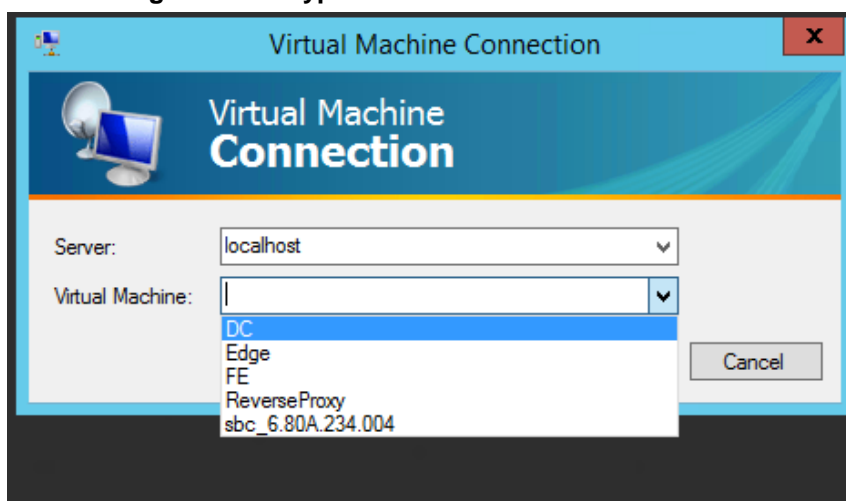 Virtual Machine Connection
x
Virtual Machine
Connection
Server:
localhost
Virtual Machine:
DC
Edge
FE
ReverseProxy
sbc_6.80A.234.004
Cancel